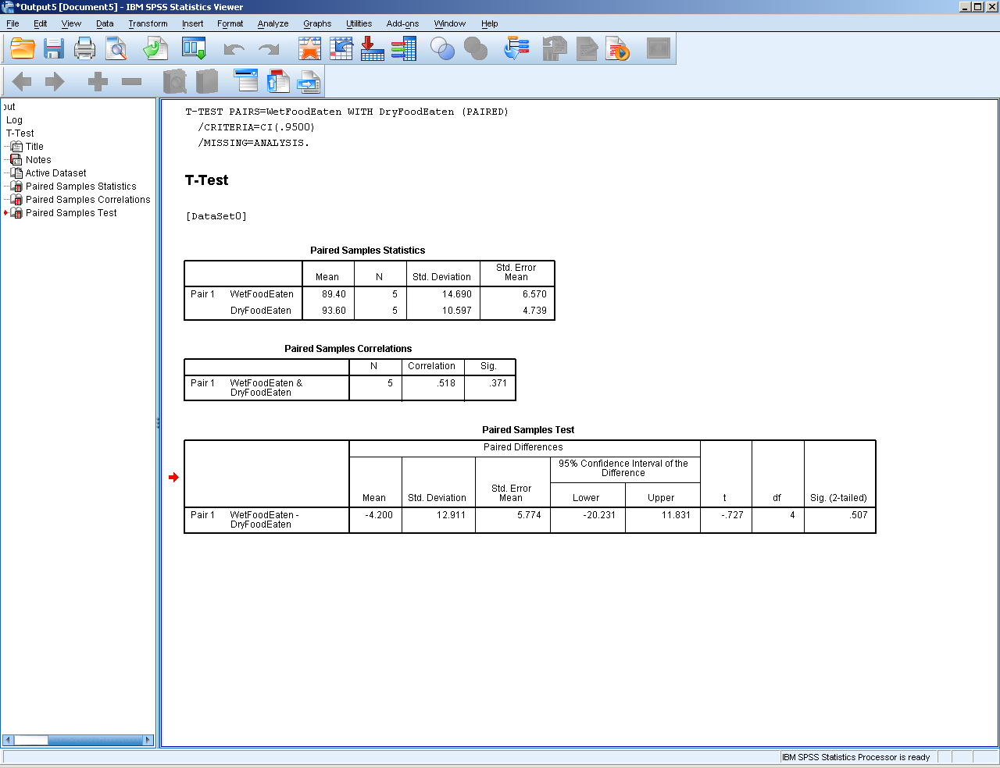 *Output5 [Document5] - IBM SPSS Statistics Viewer
File Edit View Data Transform Insert Format Analyze Graphs Utilities Add-ons Window Help
Log
T-Test
Title
Notes
Active Dataset
Paired Samples Statistics
Paired Samples Correlations
Paired Samples Test
T-TEST PAIRS=WetFoodEaten WITH DryFoodEaten (PAIRED)
/CRITERIA=CI(.9500)
/MISSING=ANALYSIS.
T-Test
[DataSet0]
Paired Samples Statistics
Mean N Std. Deviation Std. Error Mean
Pair 1 WetFoodEaten 89.40 5 14.690 6.570
DryFoodEaten 93.60 5 10.597 4.739
Paired Samples Correlations
N Correlation Sig.
Pair 1 WetFoodEaten & DryFoodEaten 5 .518 .371
Paired Samples Test
Paired Differences
95% Confidence Interval of the Difference
Mean Std. Deviation Std. Error Mean Lower Upper t df Sig. (2-tailed)
Pair 1 WetFoodEaten - DryFoodEaten -4.200 12.911 5.774 -20.231 11.831 -.727 4 .507
IBM SPSS Statistics Processor is ready